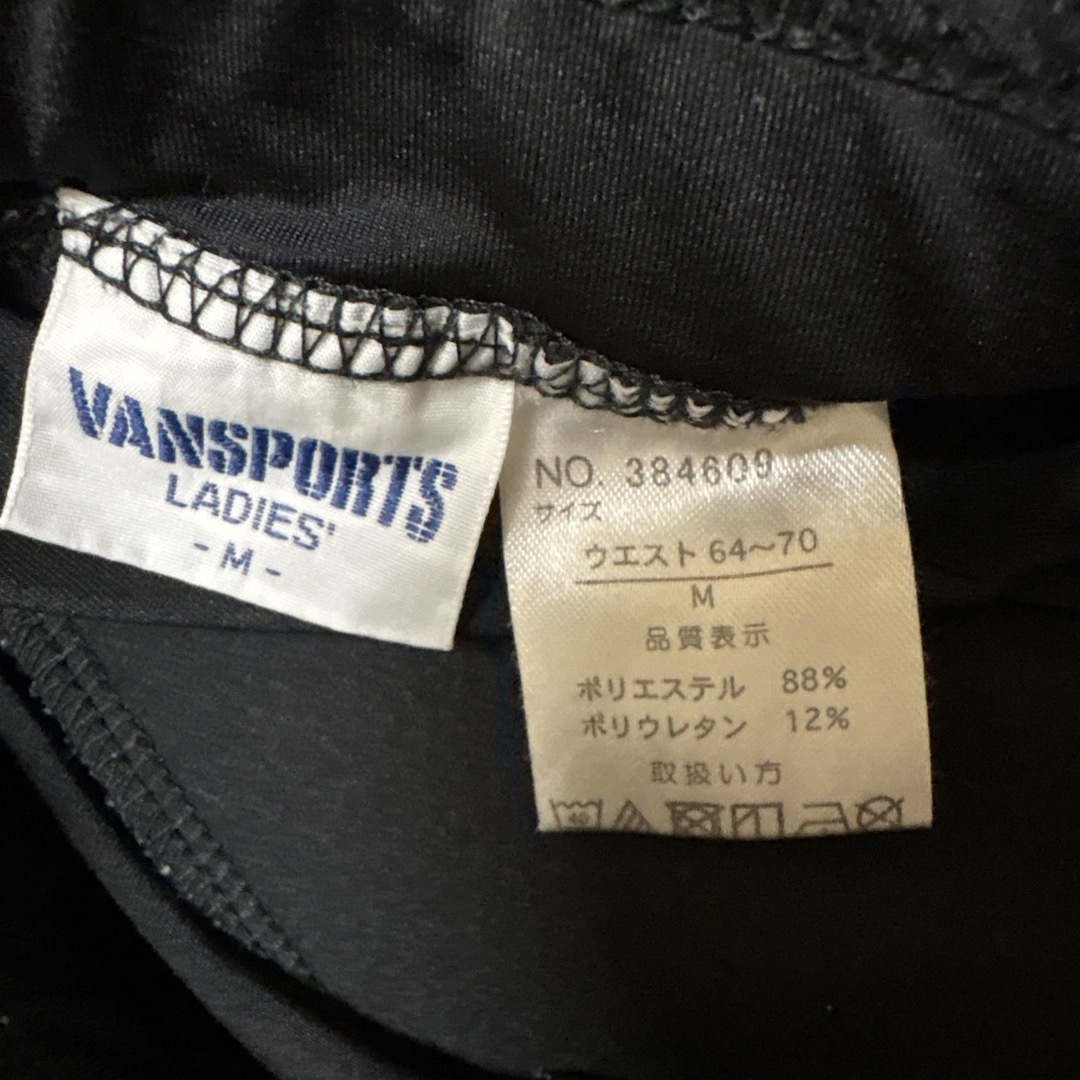 VANSPORTS
LADIES'
- M -
NO. 384609
サイズ
ウエスト 64〜70
M
品質表示
ポリエステル 88%
ポリウレタン 12%
取扱い方
40